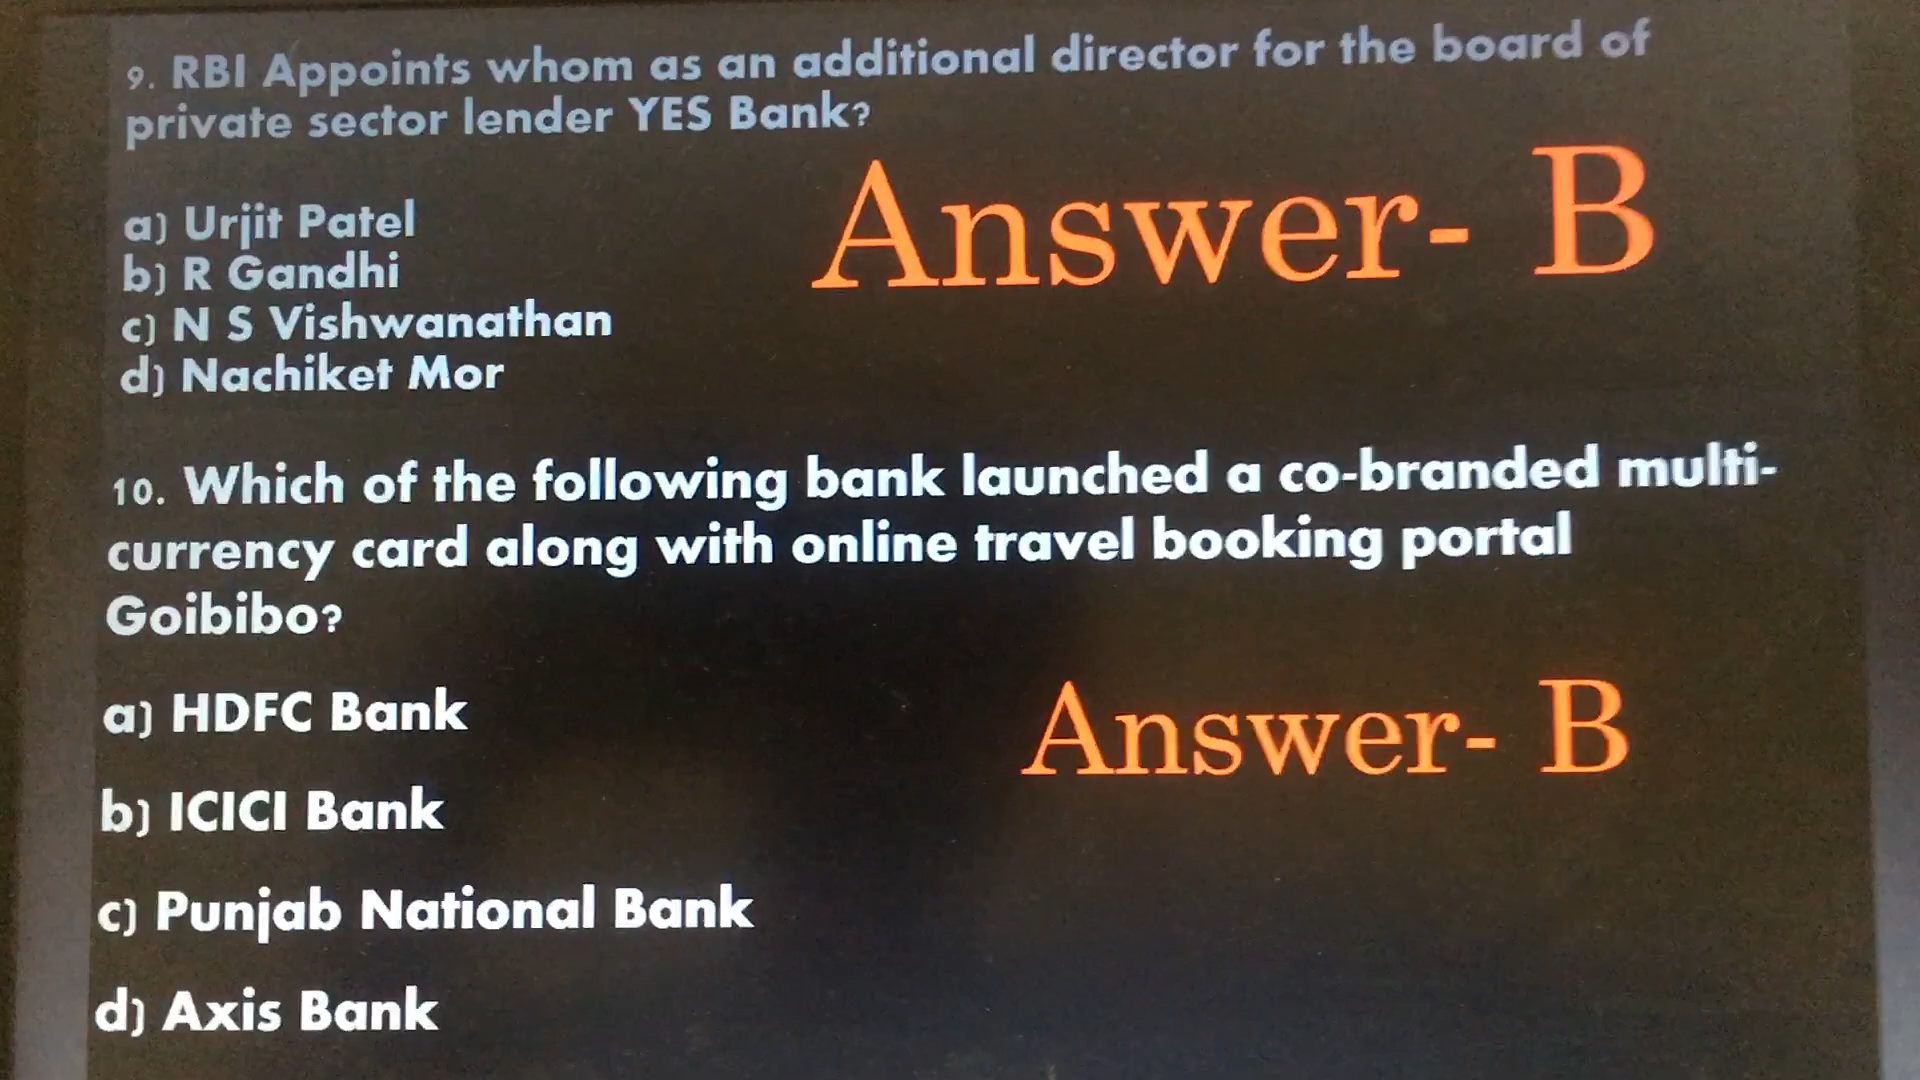 9. RBI Appoints whom as an additional director for the board of
private sector lender YES Bank?
a) Urjit Patel
b) R Gandhi
c) N S Vishwanathan
d) Nachiket Mor
Answer- B
10. Which of the following bank launched a co-branded multi-
currency card along with online travel booking portal
Goibibo?
a) HDFC Bank
b) ICICI Bank
c) Punjab National Bank
d) Axis Bank
Answer- B